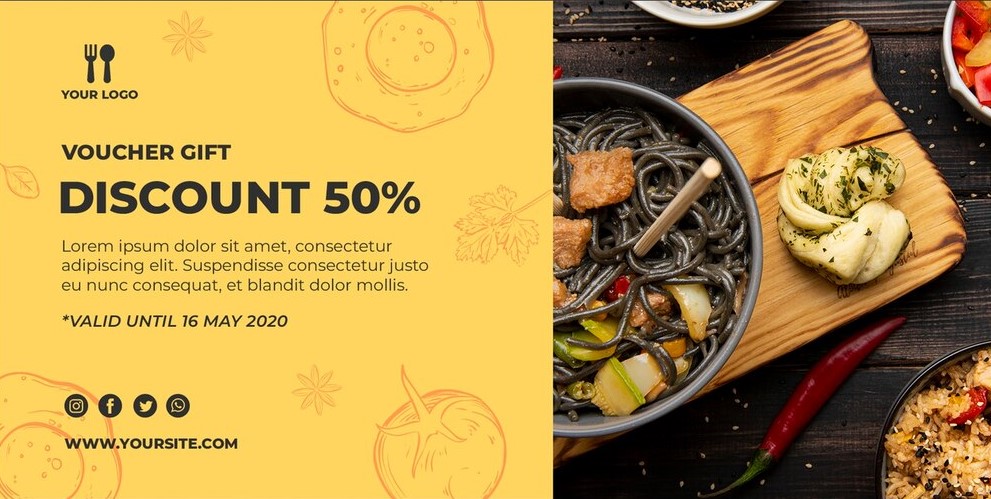 YOUR LOGO
VOUCHER GIFT
DISCOUNT 50%
Lorem ipsum dolor sit amet, consectetur
adipiscing elit. Suspendisse consectetur justo
eu nunc consequat, et blandit dolor mollis.
*VALID UNTIL 16 MAY 2020
WWW.YOURSITE.COM